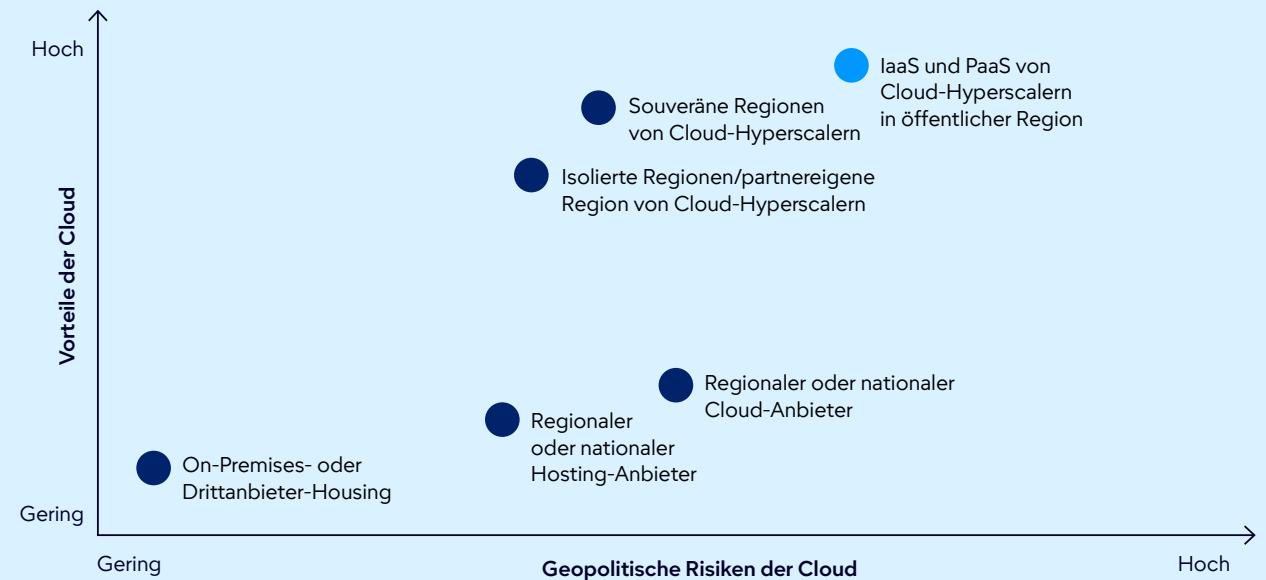 Hoch
IaaS und PaaS von
Cloud-Hyperscalern
in öffentlicher Region
Souveräne Regionen
von Cloud-Hyperscalern
Isolierte Regionen/partnereigene
Region von Cloud-Hyperscalern
Vorteile der Cloud
Regionaler oder nationaler
Cloud-Anbieter
Regionaler
oder nationaler
Hosting-Anbieter
On-Premises- oder
Drittanbieter-Housing
Gering
Gering
Geopolitische Risiken der Cloud
Hoch